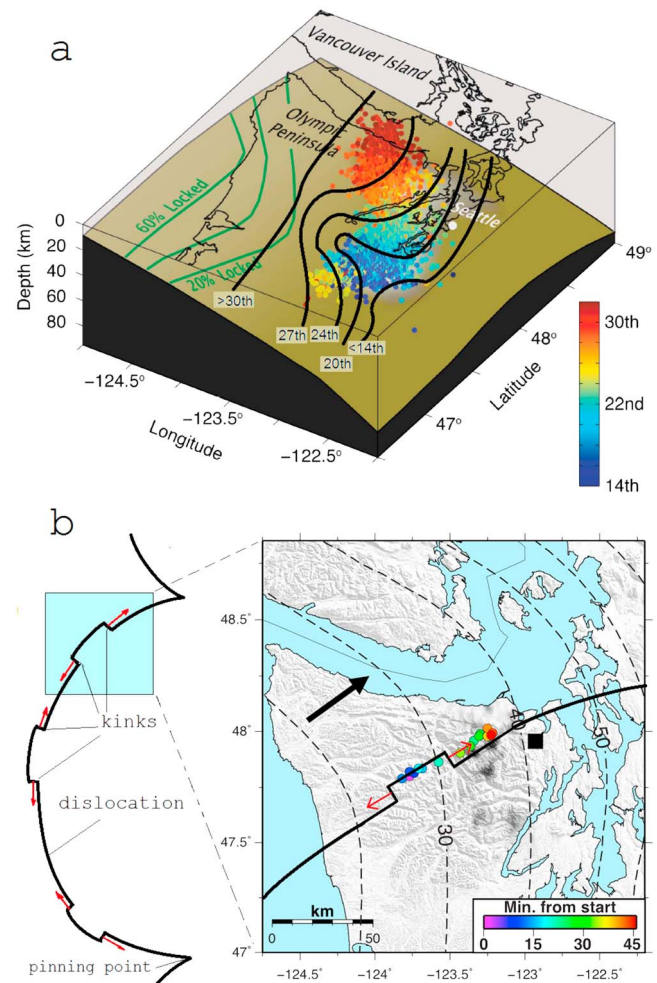 a
Vancouver Island
Olympic
Peninsula
Seattle
60% Locked
20% Locked
Depth (km)
0
20
40
60
80
>30th
27th
24th
20th
<14th
−124.5°
−123.5°
−122.5°
Longitude
47°
48°
49°
Latitude
30th
22nd
14th
b
kinks
dislocation
pinning point
48.5°
48°
47.5°
47°
30
40
50
km
0 50
Min. from start
0 15 30 45
−124.5° −124° −123.5° −123° −122.5°